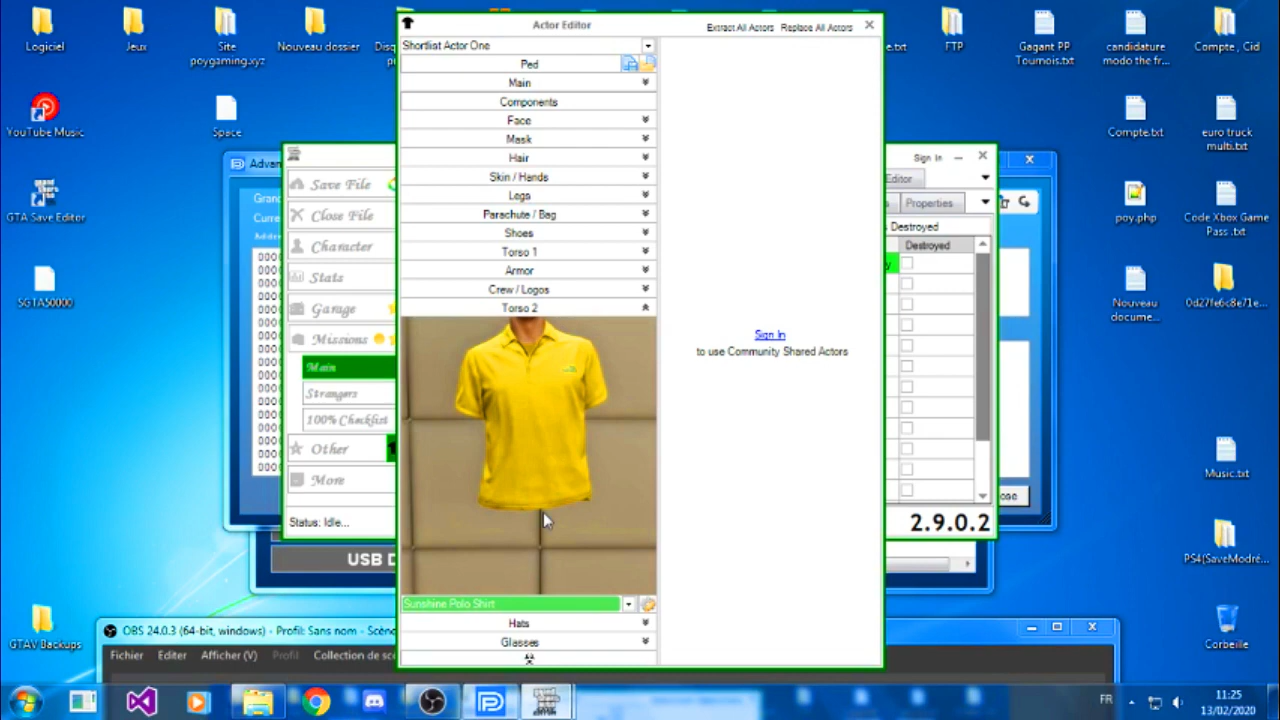 Logiciel
Jeux
Site
poygaming.xyz
Nouveau dossier
YouTube Music
Space
GTA Save Editor
SGTA50000
GTAV Backups
Actor Editor
Extract All Actors
Replace All Actors
Shortlist Actor One
Ped
Main
Components
Face
Mask
Hair
Skin / Hands
Legs
Parachute / Bag
Shoes
Torso 1
Armor
Crew / Logos
Torso 2
Sunshine Polo Shirt
Hats
Glasses
Sign In
to use Community Shared Actors
Save File
Close File
Character
Stats
Garage
Missions
Main
Strangers
100% Checklist
Other
More
Status: Idle...
USB D
Sign In
Editor
Properties
Destroyed
Destroyed
2.9.0.2
FTP
Gagant PP
Tournois.txt
candidature
modo the fr...
Compte , Cid
Compte.txt
euro truck
multi.txt
poy.php
Code Xbox Game
Pass .txt
Nouveau
docume...
0d27fe6c8e71e...
Music.txt
PS4(SaveModré...
Corbeille
OBS 24.0.3 (64-bit, windows) - Profil: Sans nom - Scèn
Fichier
Editer
Afficher (V)
Profil
Collection de sc
FR
11:25
13/02/2020